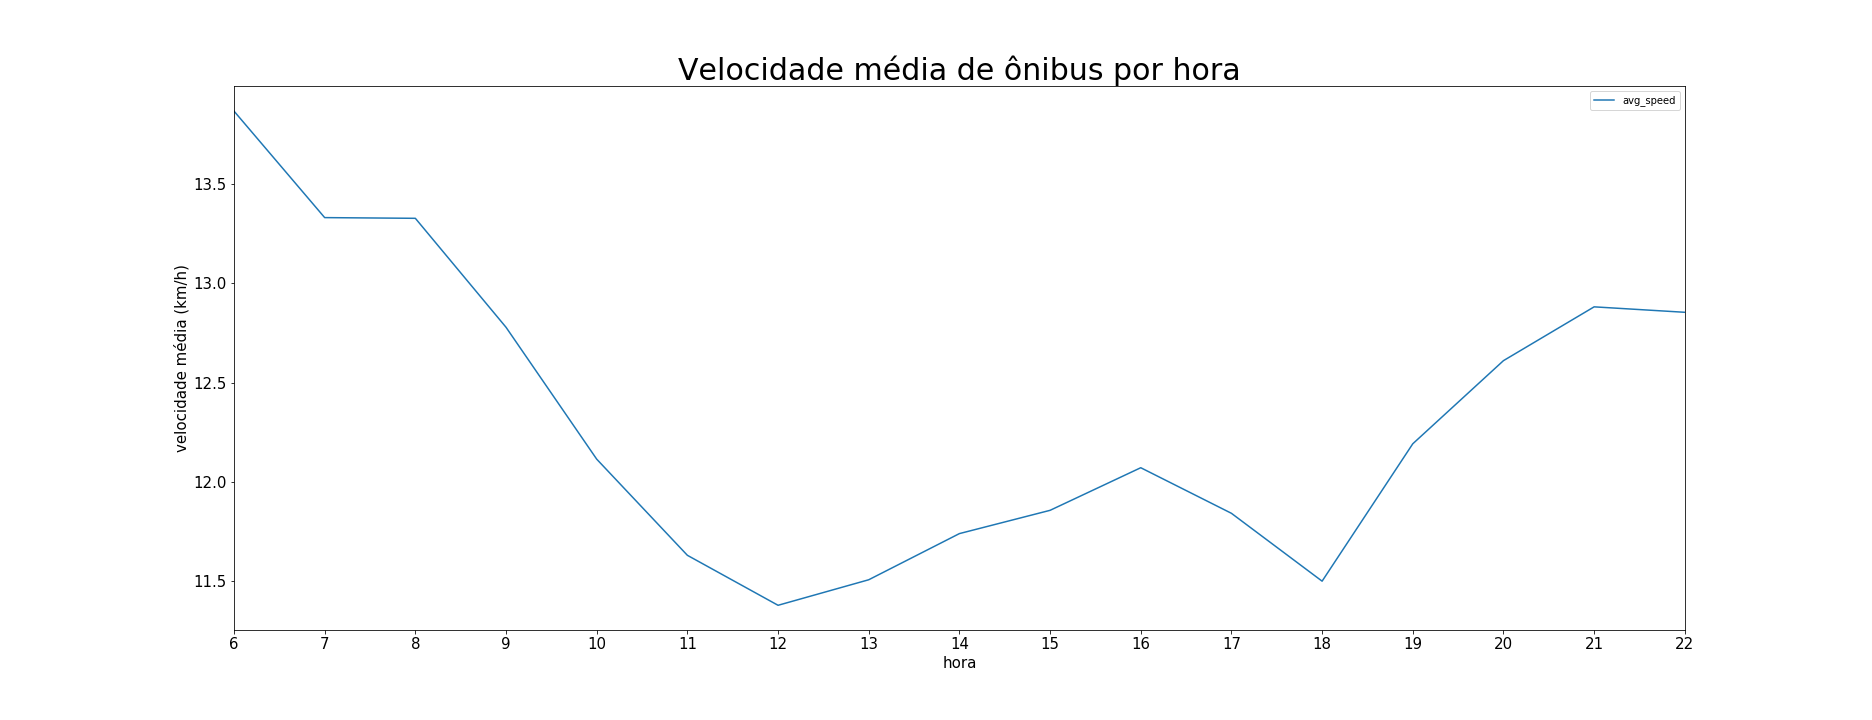 Velocidade média de ônibus por hora
avg_speed
13.5
13.0
12.5
12.0
11.5
velocidade média (km/h)
6 7 8 9 10 11 12 13 14 15 16 17 18 19 20 21 22
hora